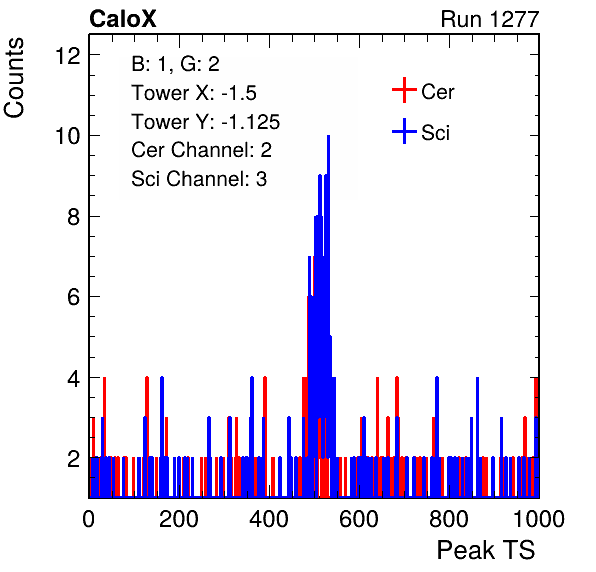 CaloX Run 1277
Counts
12
10
8
6
4
2
B: 1, G: 2
Tower X: -1.5
Tower Y: -1.125
Cer Channel: 2
Sci Channel: 3
Cer
Sci
0 200 400 600 800 1000
Peak TS